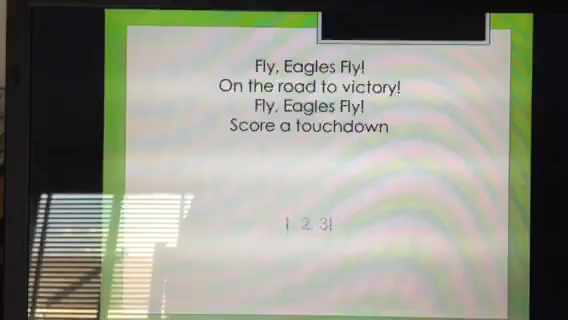 Fly, Eagles Fly!
On the road to victory!
Fly, Eagles Fly!
Score a touchdown
1, 2, 3!